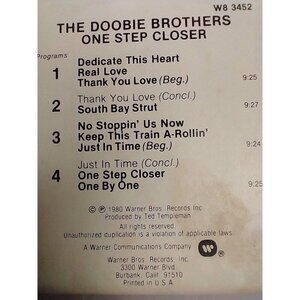 W8 3452
THE DOOBIE BROTHERS
ONE STEP CLOSER
Programs
1 Dedicate This Heart
Real Love
Thank You Love (Beg.) 9:25
2 Thank You Love (Concl.)
South Bay Strut 9:27
3 No Stoppin' Us Now
Keep This Train A-Rollin'
Just In Time (Beg.) 9:24
4 Just In Time (Concl.)
One Step Closer
One By One 9:25
© ℗ 1980 Warner Bros. Records Inc.
Produced by Ted Templeman
All rights reserved.
Unauthorized duplication is a violation of applicable laws.
A Warner Communications Company
Warner Bros. Records Inc.
3300 Warner Blvd.
Burbank, Calif. 91510
Printed in U.S.A.